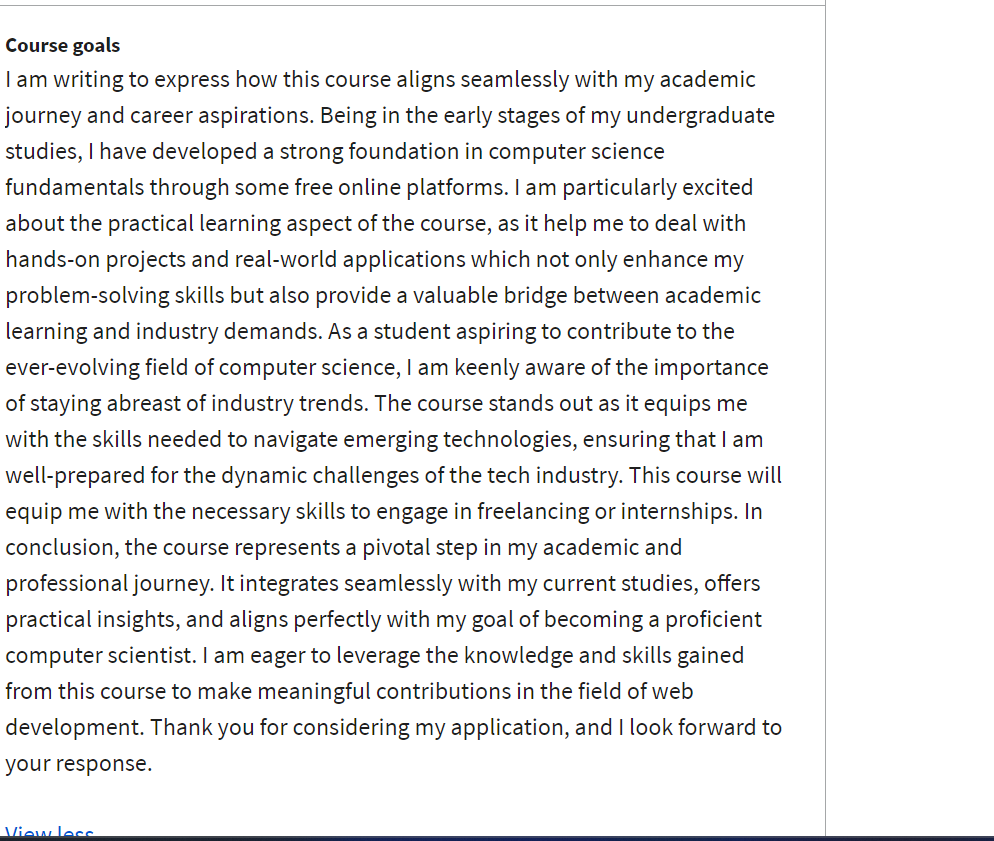 Course goals
I am writing to express how this course aligns seamlessly with my academic
journey and career aspirations. Being in the early stages of my undergraduate
studies, I have developed a strong foundation in computer science
fundamentals through some free online platforms. I am particularly excited
about the practical learning aspect of the course, as it help me to deal with
hands-on projects and real-world applications which not only enhance my
problem-solving skills but also provide a valuable bridge between academic
learning and industry demands. As a student aspiring to contribute to the
ever-evolving field of computer science, I am keenly aware of the importance
of staying abreast of industry trends. The course stands out as it equips me
with the skills needed to navigate emerging technologies, ensuring that I am
well-prepared for the dynamic challenges of the tech industry. This course will
equip me with the necessary skills to engage in freelancing or internships. In
conclusion, the course represents a pivotal step in my academic and
professional journey. It integrates seamlessly with my current studies, offers
practical insights, and aligns perfectly with my goal of becoming a proficient
computer scientist. I am eager to leverage the knowledge and skills gained
from this course to make meaningful contributions in the field of web
development. Thank you for considering my application, and I look forward to
your response.
View less